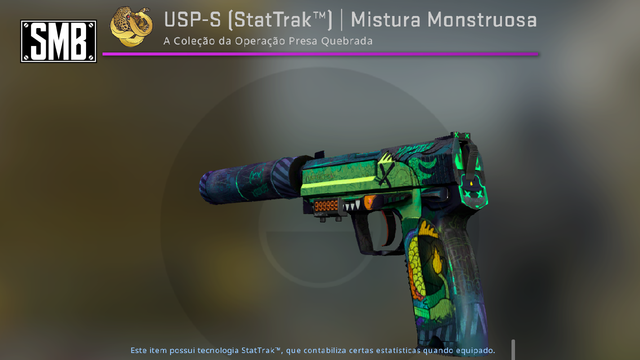 SMB
USP-S (StatTrak™) | Mistura Monstruosa
A Coleção da Operação Presa Quebrada
Este item possui tecnologia StatTrak™, que contabiliza certas estatísticas quando equipado.